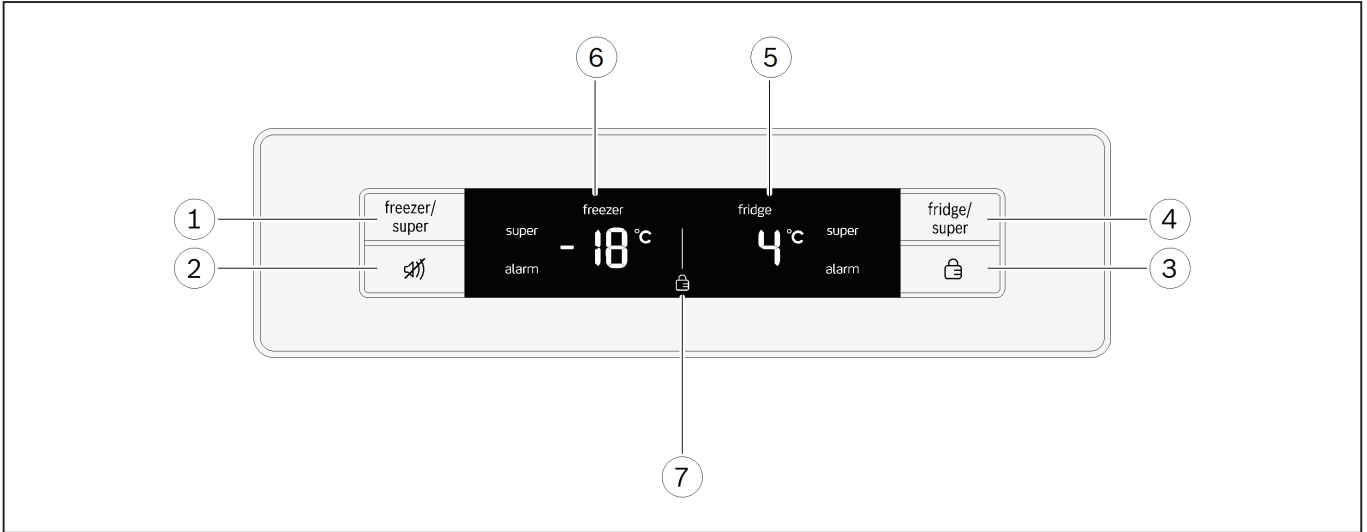 6
5
1
freezer/
super
freezer
super
-18 °C
alarm
fridge
4 °C
super
alarm
fridge/
super
4
2
3
7